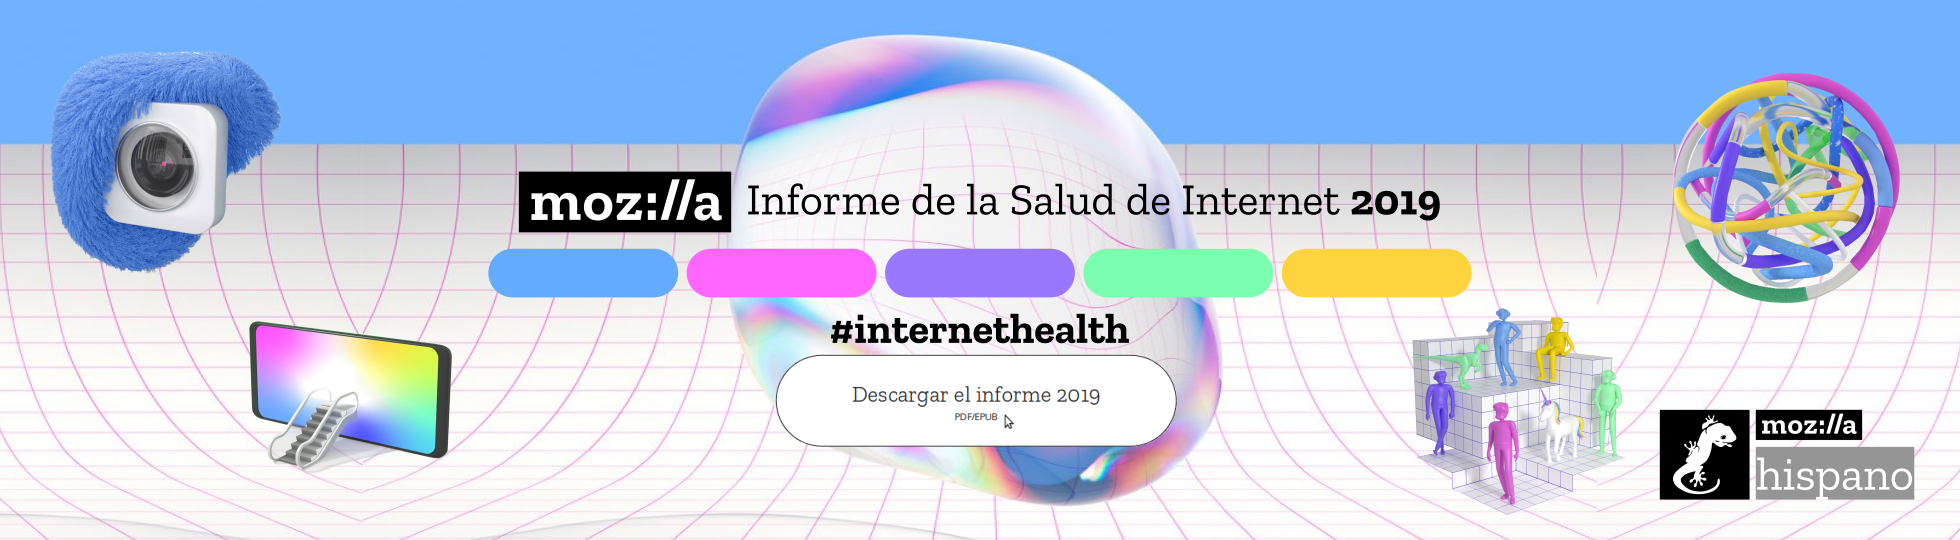 moz://a Informe de la Salud de Internet 2019
#internethealth
Descargar el informe 2019
PDF/EPUB
moz://a
hispano